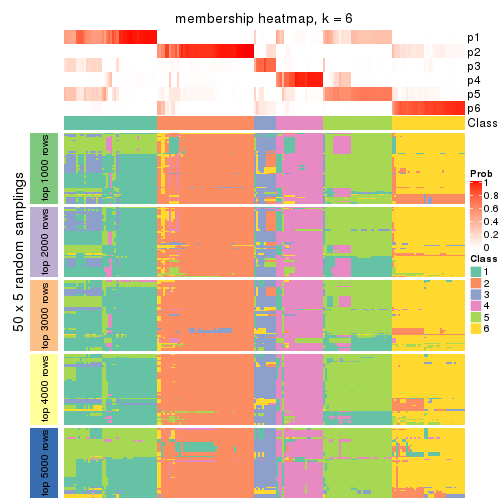 membership heatmap, k = 6
p1
p2
p3
p4
p5
p6
Class
50 x 5 random samplings
top 1000 rows
top 2000 rows
top 3000 rows
top 4000 rows
top 5000 rows
Prob
1
0.8
0.6
0.4
0.2
0
Class
1
2
3
4
5
6